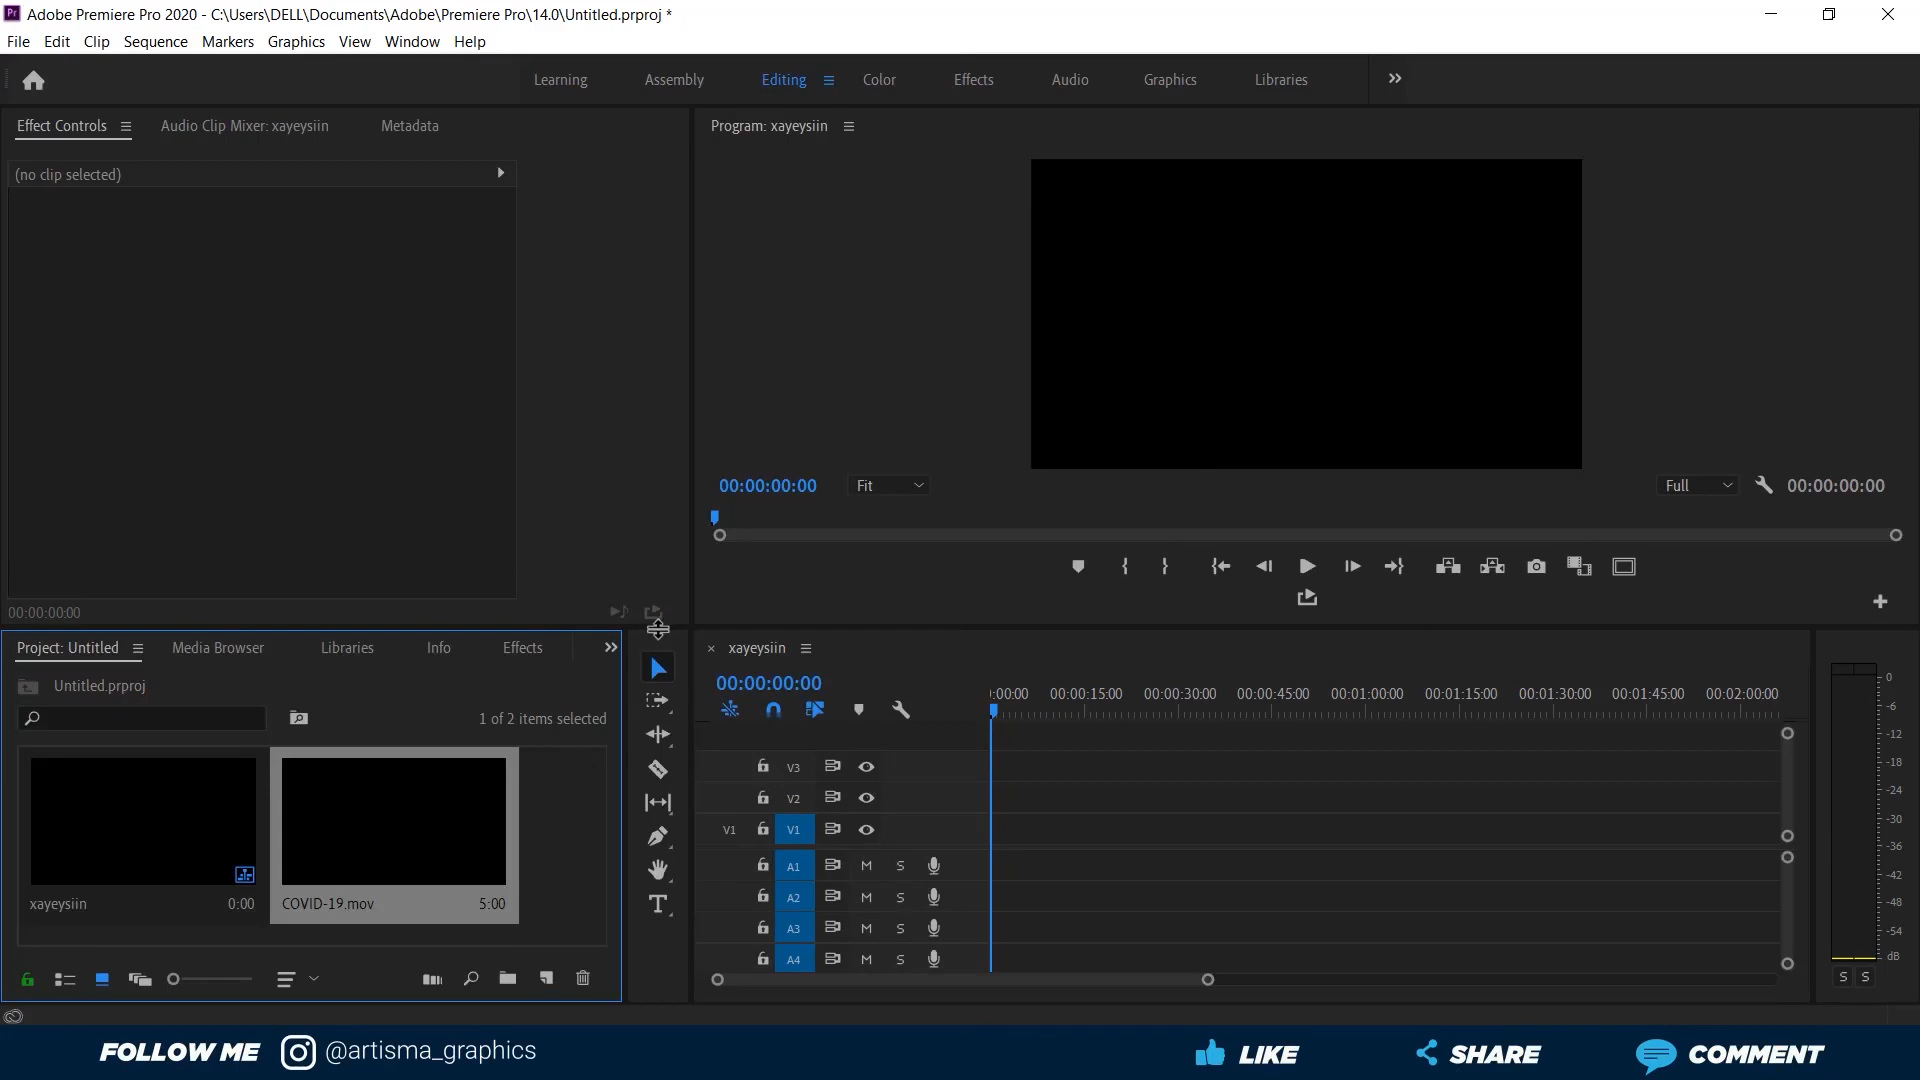 Adobe Premiere Pro 2020 - C:\Users\DELL\Documents\Adobe\Premiere Pro\14.0\Untitled.prproj *
File Edit Clip Sequence Markers Graphics View Window Help
Learning Assembly Editing Color Effects Audio Graphics Libraries
Effect Controls Audio Clip Mixer: xayeysiin Metadata
Program: xayeysiin
(no clip selected)
00:00:00:00 Fit Full 00:00:00:00
00:00:00:00
Project: Untitled Media Browser Libraries Info Effects
Untitled.prproj
1 of 2 items selected
xayeysiin 0:00
COVID-19.mov 5:00
xayeysiin
00:00:00:00
:00:00 00:00:15:00 00:00:30:00 00:00:45:00 00:01:00:00 00:01:15:00 00:01:30:00 00:01:45:00 00:02:00:00
V3
V2
V1 V1
A1 M S
A2 M S
A3 M S
A4 M S
0
-6
-12
-18
-24
-30
-36
-42
-48
-54
dB
S S
FOLLOW ME @artisma_graphics LIKE SHARE COMMENT